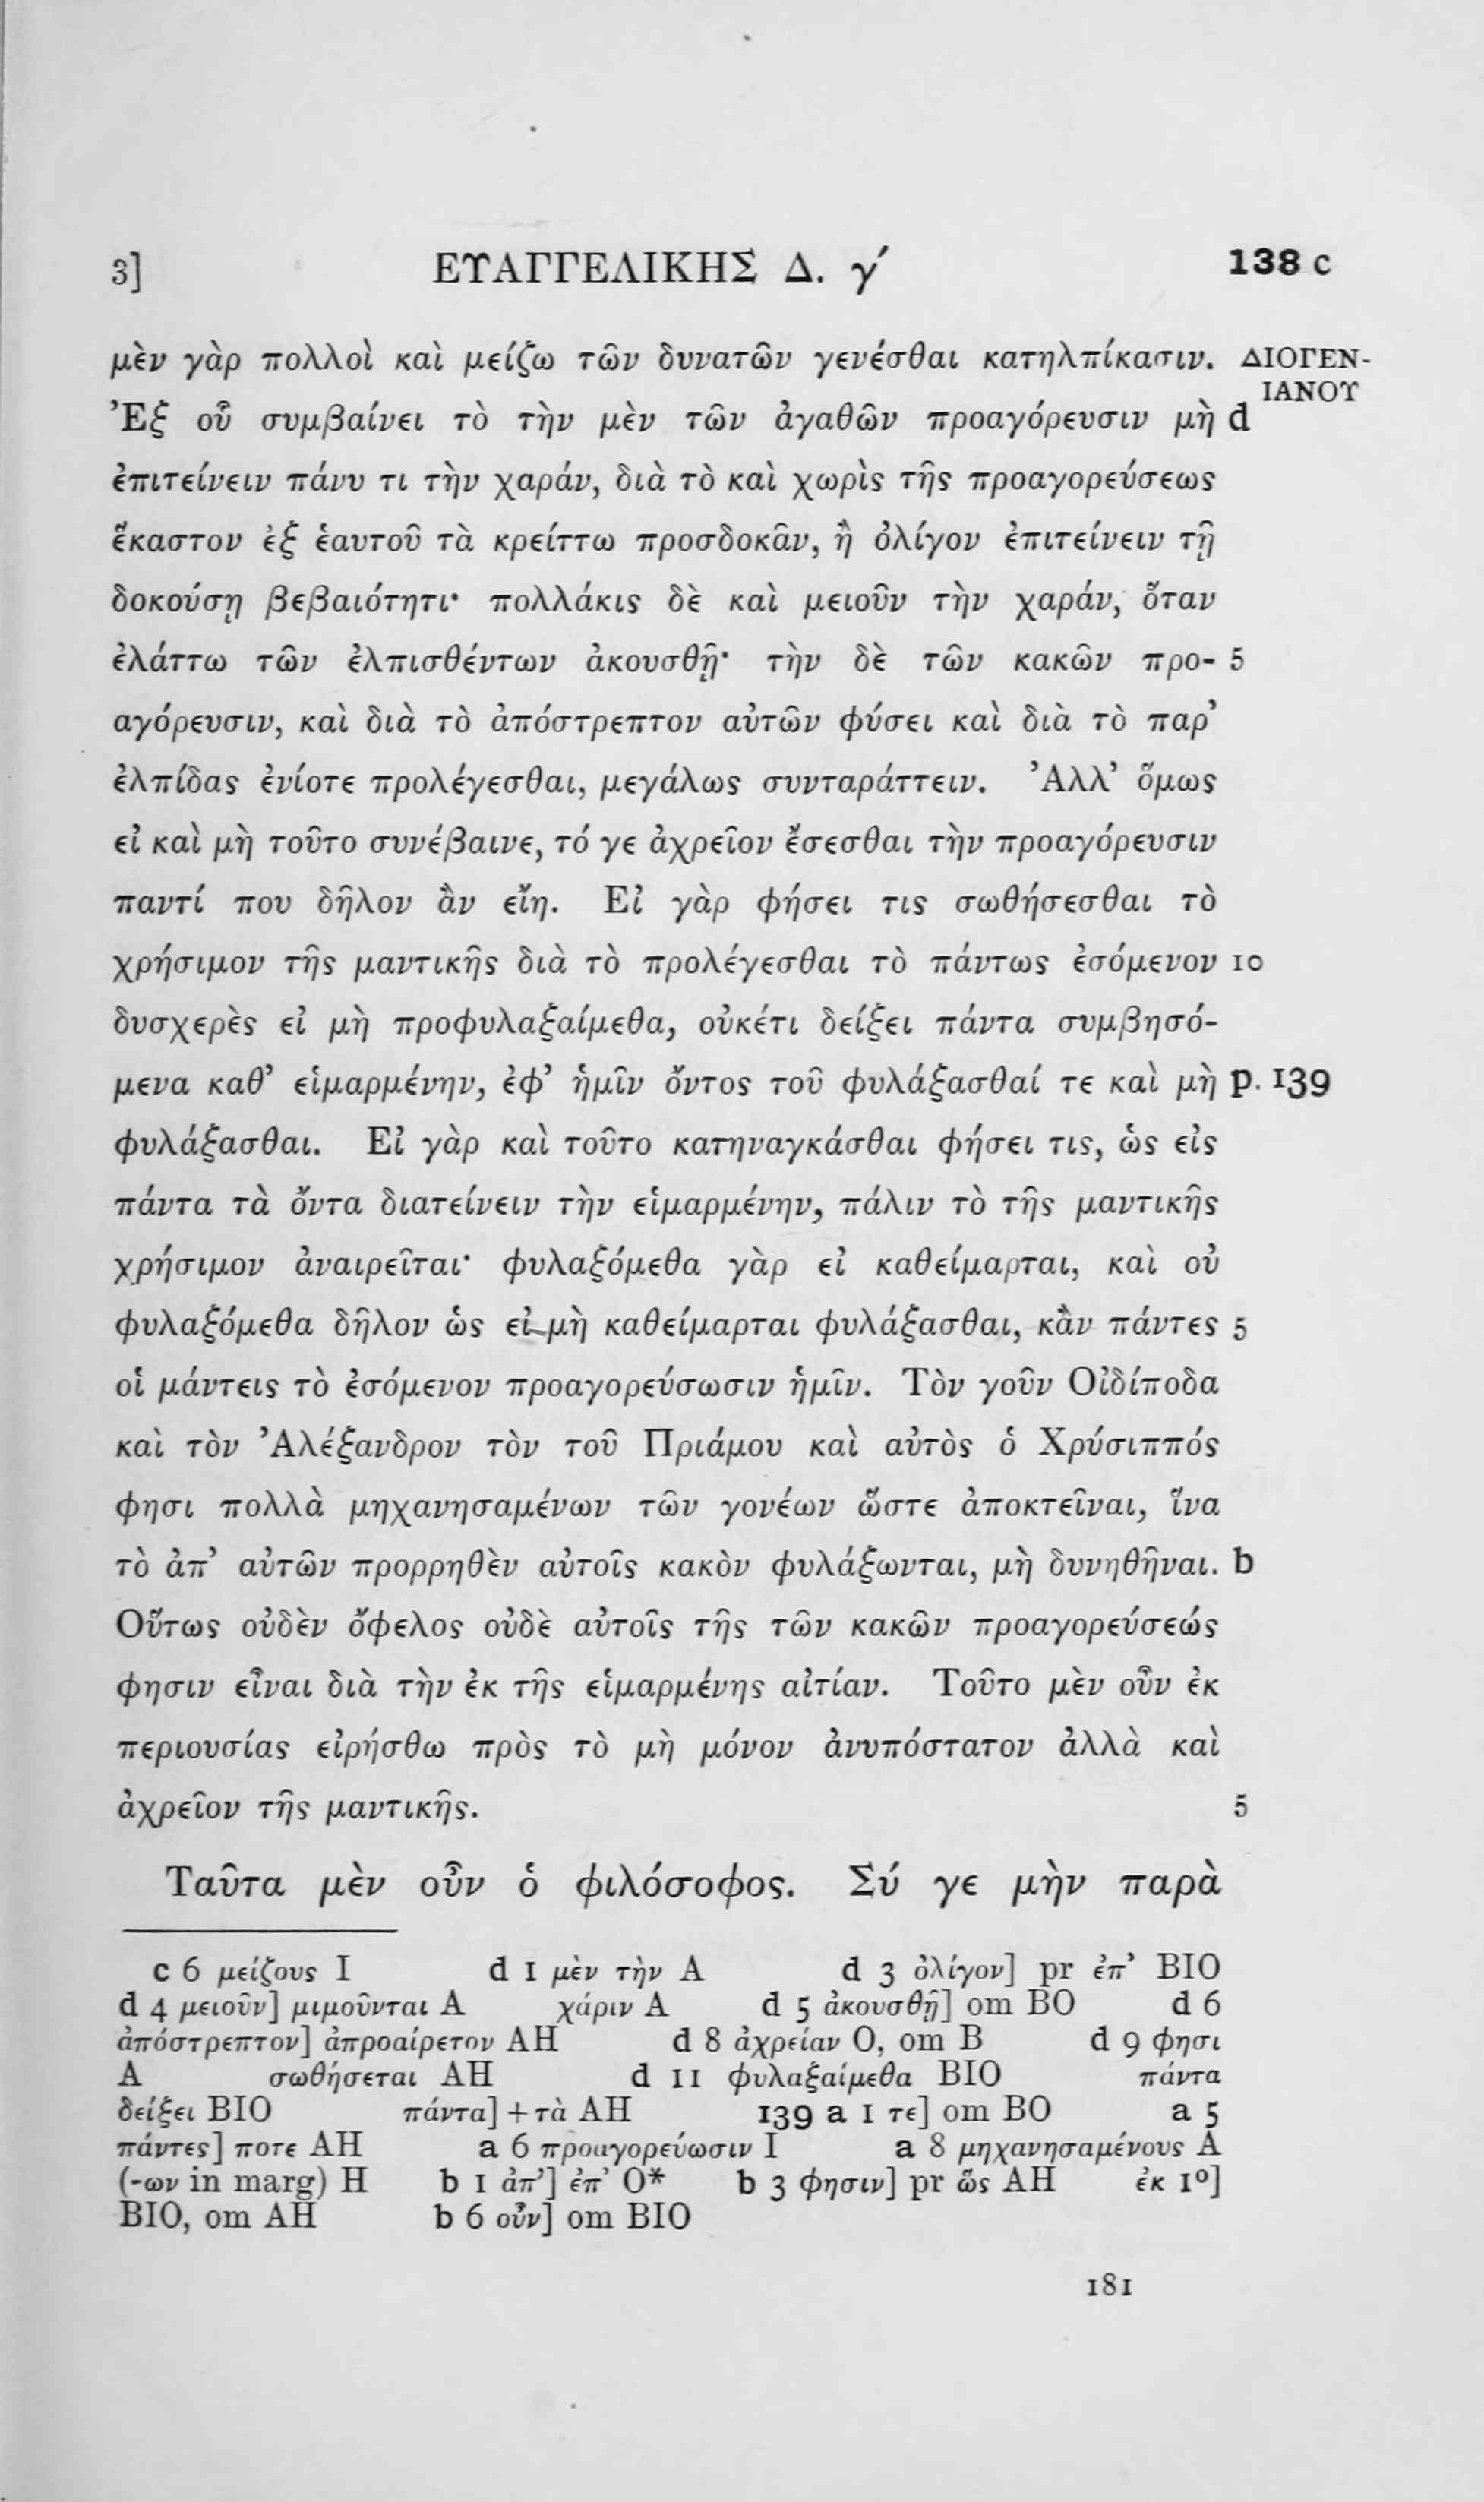 3] ΕΥΑΓΓΕΛΙΚΗΣ Δ. γ´ 138 c
μὲν γὰρ πολλοὶ καὶ μείζω τῶν δυνατῶν γενέσθαι κατηλπίκασιν. ΔΙΟΓΕΝ-
ΙΑΝΟΥ
Ἐξ οὗ συμβαίνει τὸ τὴν μὲν τῶν ἀγαθῶν προαγόρευσιν μὴ d
ἐπιτείνειν πάνυ τι τὴν χαράν, διὰ τὸ καὶ χωρὶς τῆς προαγορεύσεως
ἕκαστον ἐξ ἑαυτοῦ τὰ κρείττω προσδοκᾶν, ἢ ὀλίγον ἐπιτείνειν τῇ
δοκούσῃ βεβαιότητι· πολλάκις δὲ καὶ μειοῦν τὴν χαράν, ὅταν
ἐλάττω τῶν ἐλπισθέντων ἀκουσθῇ· τὴν δὲ τῶν κακῶν προ- 5
αγόρευσιν, καὶ διὰ τὸ ἀπόστρεπτον αὐτῶν φύσει καὶ διὰ τὸ παρ’
ἐλπίδας ἐνίοτε προλέγεσθαι, μεγάλως συνταράττειν. Ἀλλ’ ὅμως
εἰ καὶ μὴ τοῦτο συνέβαινε, τό γε ἀχρεῖον ἔσεσθαι τὴν προαγόρευσιν
παντί που δῆλον ἂν εἴη. Εἰ γὰρ φήσει τις σωθήσεσθαι τὸ
χρήσιμον τῆς μαντικῆς διὰ τὸ προλέγεσθαι τὸ πάντως ἐσόμενον 10
δυσχερὲς εἰ μὴ προφυλαξαίμεθα, οὐκέτι δείξει πάντα συμβησό-
μενα καθ’ εἱμαρμένην, ἐφ’ ἡμῖν ὄντος τοῦ φυλάξασθαί τε καὶ μὴ p. 139
φυλάξασθαι. Εἰ γὰρ καὶ τοῦτο κατηναγκάσθαι φήσει τις, ὡς εἰς
πάντα τὰ ὄντα διατείνειν τὴν εἱμαρμένην, πάλιν τὸ τῆς μαντικῆς
χρήσιμον ἀναιρεῖται· φυλαξόμεθα γὰρ εἰ καθείμαρται, καὶ οὐ
φυλαξόμεθα δῆλον ὡς εἰ μὴ καθείμαρται φυλάξασθαι, κἂν πάντες 5
οἱ μάντεις τὸ ἐσόμενον προαγορεύσωσιν ἡμῖν. Τὸν γοῦν Οἰδίποδα
καὶ τὸν Ἀλέξανδρον τὸν τοῦ Πριάμου καὶ αὐτὸς ὁ Χρύσιππός
φησι πολλὰ μηχανησαμένων τῶν γονέων ὥστε ἀποκτεῖναι, ἵνα
τὸ ἀπ’ αὐτῶν προρρηθὲν αὐτοῖς κακὸν φυλάξωνται, μὴ δυνηθῆναι. b
Οὕτως οὐδὲν ὄφελος οὐδὲ αὐτοῖς τῆς τῶν κακῶν προαγορεύσεώς
φησιν εἶναι διὰ τὴν ἐκ τῆς εἱμαρμένης αἰτίαν. Τοῦτο μὲν οὖν ἐκ
περιουσίας εἰρήσθω πρὸς τὸ μὴ μόνον ἀνυπόστατον ἀλλὰ καὶ
ἀχρεῖον τῆς μαντικῆς. 5
Ταῦτα μὲν οὖν ὁ φιλόσοφος. Σύ γε μὴν παρὰ
c 6 μείζους I d 1 μὲν τὴν A d 3 ὀλίγον] pr ἐπ’ BIO
d 4 μειοῦν] μιμοῦνται A χάριν A d 5 ἀκουσθῇ] om BO d 6
ἀπόστρεπτον] ἀπροαίρετον AH d 8 ἀχρείαν O, om B d 9 φησι
A σωθήσεται AH d 11 φυλαξαίμεθα BIO πάντα
δείξει BIO πάντα] + τὰ AH 139 a 1 τε] om BO a 5
πάντες] ποτε AH a 6 προαγορεύωσιν I a 8 μηχανησαμένους A
(-ων in marg) H b 1 ἀπ’] ἐπ’ O* b 3 φησιν] pr ὥς AH ἐκ 1º]
BIO, om AH b 6 οὖν] om BIO
181